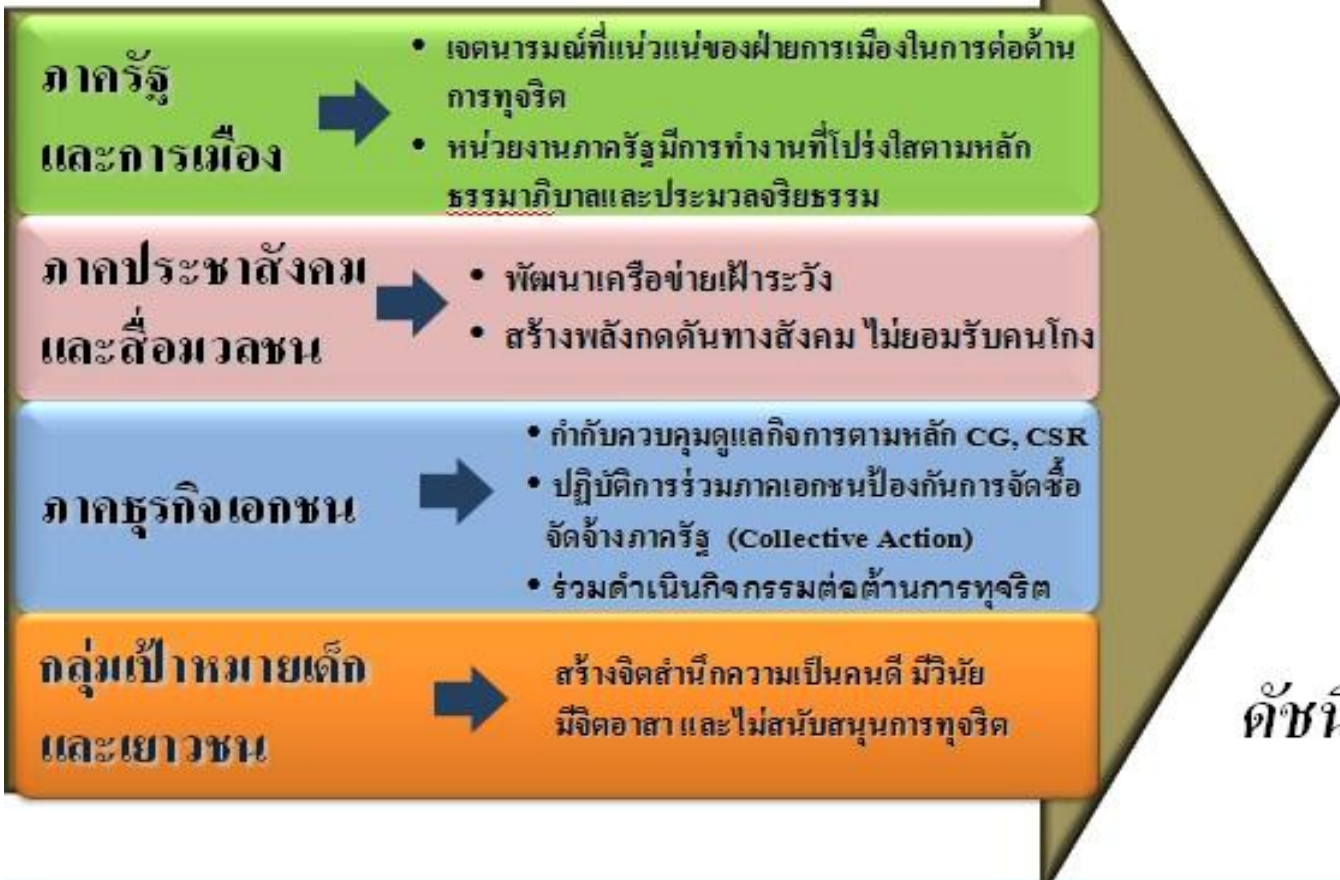 ภาครัฐ
และการเมือง
• เจตนารมณ์ที่แน่วแน่ของฝ่ายการเมืองในการต่อต้าน
การทุจริต
• หน่วยงานภาครัฐมีการทำงานที่โปร่งใสตามหลัก
ธรรมาภิบาลและประมวลจริยธรรม
ภาคประชาสังคม
และสื่อมวลชน
• พัฒนาเครือข่ายเฝ้าระวัง
• สร้างพลังกดดันทางสังคม ไม่ยอมรับคนโกง
ภาคธุรกิจเอกชน
• กำกับควบคุมดูแลกิจการตามหลัก CG, CSR
• ปฏิบัติการร่วมภาคเอกชนป้องกันการจัดซื้อ
จัดจ้างภาครัฐ (Collective Action)
• ร่วมดำเนินกิจกรรมต่อต้านการทุจริต
กลุ่มเป้าหมายเด็ก
และเยาวชน
สร้างจิตสำนึกความเป็นคนดี มีวินัย
มีจิตอาสา และไม่สนับสนุนการทุจริต